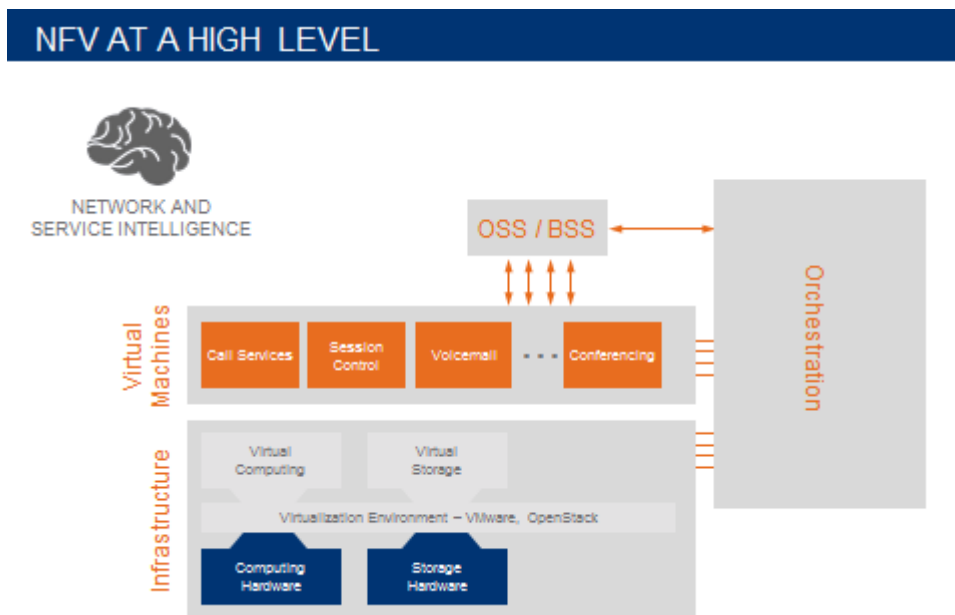 NFV AT A HIGH LEVEL
NETWORK AND
SERVICE INTELLIGENCE
OSS / BSS
Orchestration
Virtual
Machines
Call Services
Session
Control
Voicemail
Conferencing
Infrastructure
Virtual
Computing
Virtual
Storage
Virtualization Environment – VMware, OpenStack
Computing
Hardware
Storage
Hardware